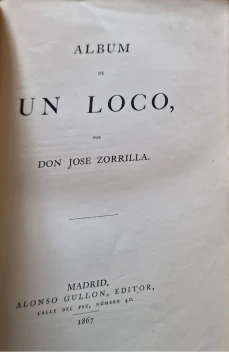 ALBUM
DE
UN LOCO,
POR
DON JOSE ZORRILLA.
MADRID,
ALONSO GULLON, EDITOR,
CALLE DEL PEZ, NÚMERO 40.
1867